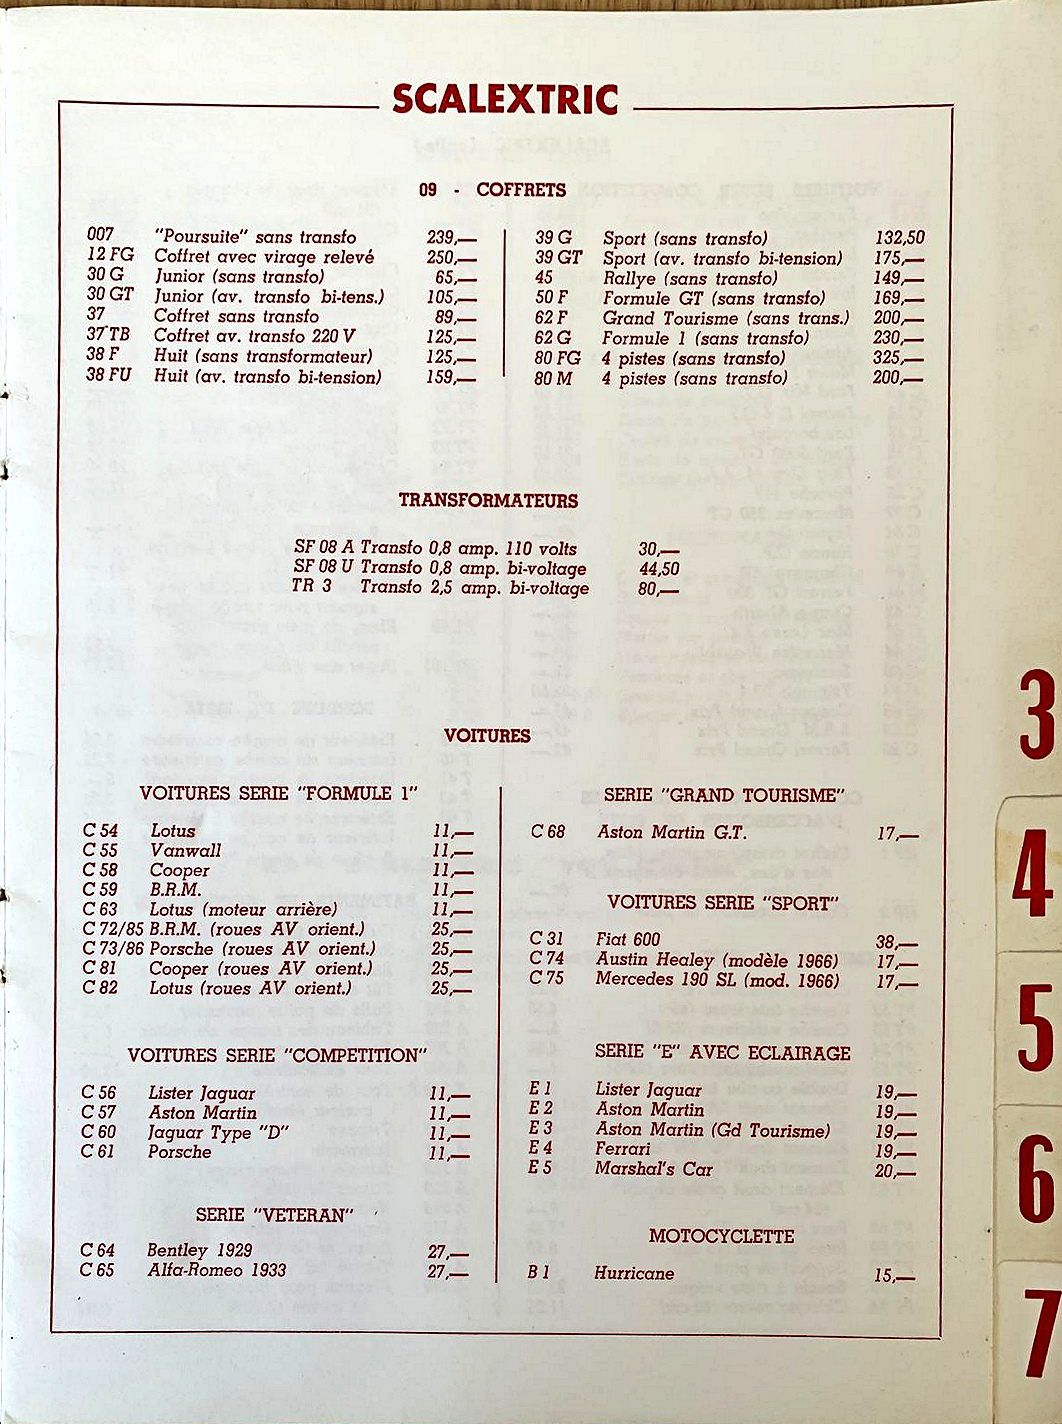 SCALEXTRIC
09 - COFFRETS
007 "Poursuite" sans transfo 239,—
12 FG Coffret avec virage relevé 250,—
30 G Junior (sans transfo) 65,—
30 GT Junior (av. transfo bi-tens.) 105,—
37 Coffret sans transfo 89,—
37 TB Coffret av. transfo 220 V 125,—
38 F Huit (sans transformateur) 125,—
38 FU Huit (av. transfo bi-tension) 159,—
39 G Sport (sans transfo) 132,50
39 GT Sport (av. transfo bi-tension) 175,—
45 Rallye (sans transfo) 149,—
50 F Formule GT (sans transfo) 169,—
62 F Grand Tourisme (sans trans.) 200,—
62 G Formule 1 (sans transfo) 230,—
80 FG 4 pistes (sans transfo) 325,—
80 M 4 pistes (sans transfo) 200,—
TRANSFORMATEURS
SF 08 A Transfo 0,8 amp. 110 volts 30,—
SF 08 U Transfo 0,8 amp. bi-voltage 44,50
TR 3 Transfo 2,5 amp. bi-voltage 80,—
VOITURES
VOITURES SERIE "FORMULE 1"
C 54 Lotus 11,—
C 55 Vanwall 11,—
C 58 Cooper 11,—
C 59 B.R.M. 11,—
C 63 Lotus (moteur arrière) 11,—
C 72/85 B.R.M. (roues AV orient.) 25,—
C 73/86 Porsche (roues AV orient.) 25,—
C 81 Cooper (roues AV orient.) 25,—
C 82 Lotus (roues AV orient.) 25,—
VOITURES SERIE "COMPETITION"
C 56 Lister Jaguar 11,—
C 57 Aston Martin 11,—
C 60 Jaguar Type "D" 11,—
C 61 Porsche 11,—
SERIE "VETERAN"
C 64 Bentley 1929 27,—
C 65 Alfa-Romeo 1933 27,—
SERIE "GRAND TOURISME"
C 68 Aston Martin G.T. 17,—
VOITURES SERIE "SPORT"
C 31 Fiat 600 38,—
C 74 Austin Healey (modèle 1966) 17,—
C 75 Mercedes 190 SL (mod. 1966) 17,—
SERIE "E" AVEC ECLAIRAGE
E 1 Lister Jaguar 19,—
E 2 Aston Martin 19,—
E 3 Aston Martin (Gd Tourisme) 19,—
E 4 Ferrari 19,—
E 5 Marshal's Car 20,—
MOTOCYCLETTE
B 1 Hurricane 15,—
3
4
5
6
7